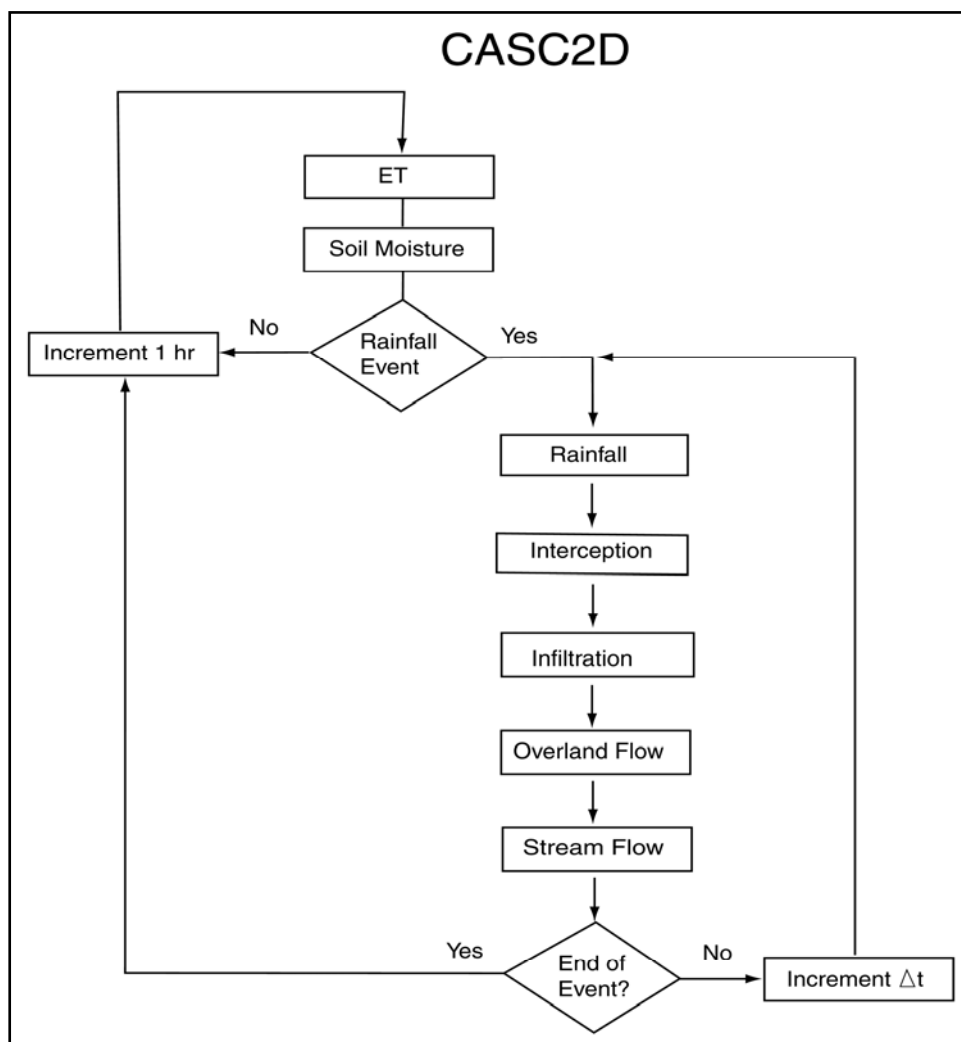 CASC2D
ET
Soil Moisture
No
Yes
Increment 1 hr
Rainfall
Event
Rainfall
Interception
Infiltration
Overland Flow
Stream Flow
Yes
No
End of
Event?
Increment △t